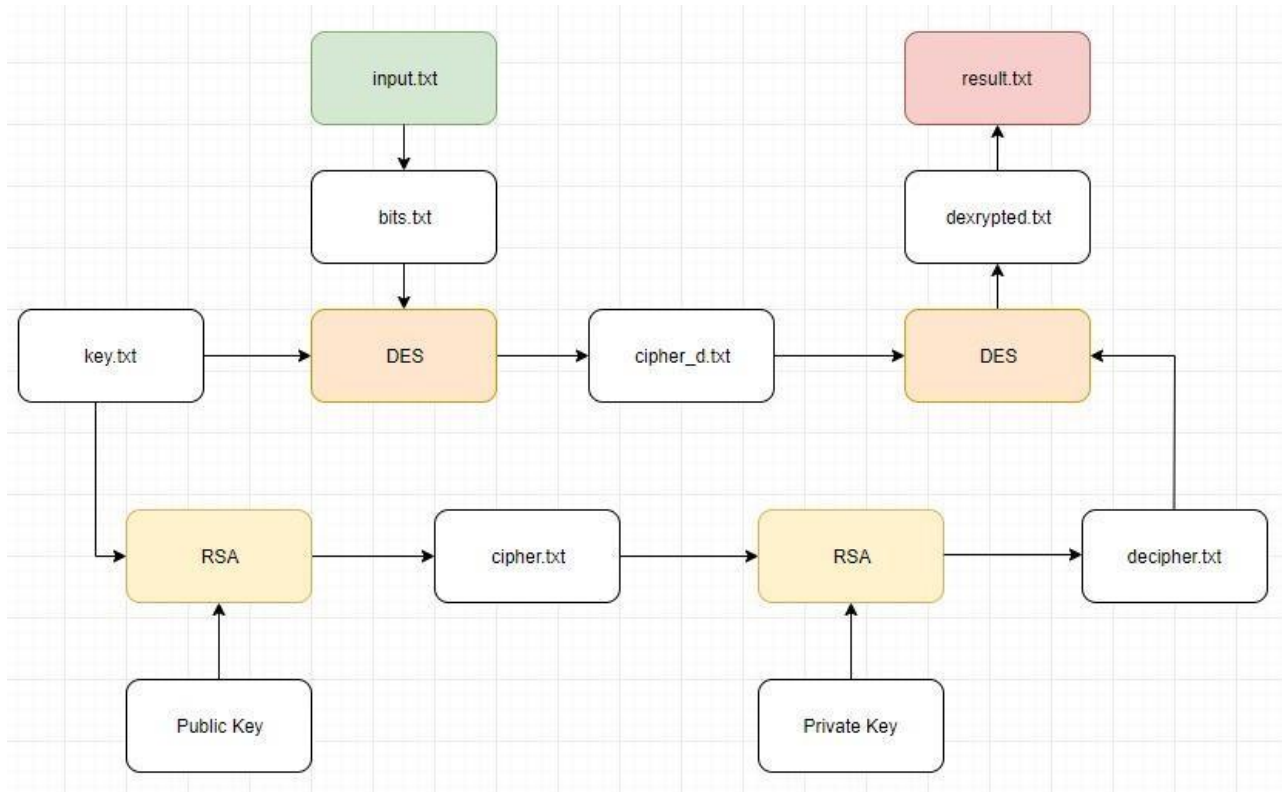 input.txt
result.txt
bits.txt
dexrypted.txt
key.txt
DES
cipher_d.txt
DES
RSA
cipher.txt
RSA
decipher.txt
Public Key
Private Key